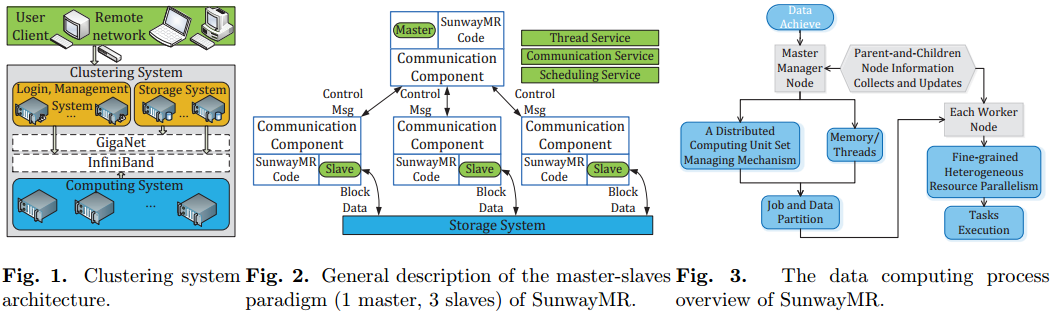 User
Client
Remote
network
Clustering System
Login, Management
System
...
Storage System
...
GigaNet
InfiniBand
Computing System
...
Fig. 1. Clustering system
architecture.
Master
SunwayMR
Code
Communication
Component
Thread Service
Communication Service
Scheduling Service
Control
Msg
Control
Msg
Control
Msg
Communication
Component
SunwayMR
Code
Slave
Communication
Component
SunwayMR
Code
Slave
Communication
Component
SunwayMR
Code
Slave
Block
Data
Block
Data
Block
Data
Storage System
Fig. 2. General description of the master-slaves
paradigm (1 master, 3 slaves) of SunwayMR.
Data
Achieve
Master
Manager
Node
Parent-and-Children
Node Information
Collects and Updates
Each Worker
Node
A Distributed
Computing Unit Set
Managing Mechanism
Memory/
Threads
Fine-grained
Heterogeneous
Resource Parallelism
Job and Data
Partition
Tasks
Execution
Fig. 3. The data computing process
overview of SunwayMR.